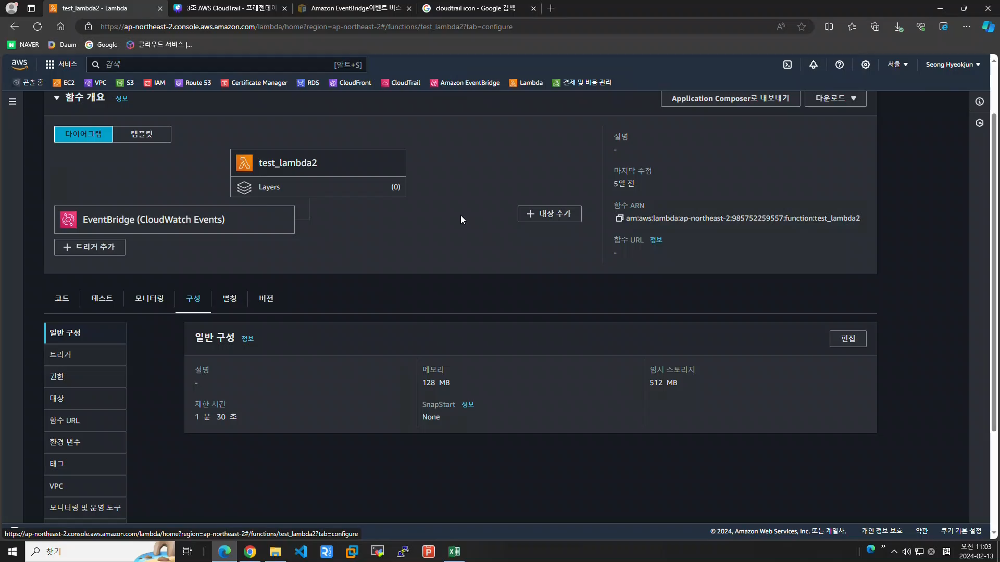 test_lambda2 - Lambda
3조 AWS CloudTrail - 프레젠테이
Amazon EventBridge이벤트 버스
cloudtrail icon - Google 검색
https://ap-northeast-2.console.aws.amazon.com/lambda/home?region=ap-northeast-2#/functions/test_lambda2?tab=configure
NAVER
Daum
Google
클라우드 서비스 |...
aws
서비스
검색
[알트+S]
서울
Seong Hyeokjun
콘솔 홈
EC2
VPC
S3
IAM
Route 53
Certificate Manager
RDS
CloudFront
CloudTrail
Amazon EventBridge
Lambda
결제 및 비용 관리
함수 개요
정보
Application Composer로 내보내기
다운로드
다이어그램
템플릿
test_lambda2
Layers
(0)
EventBridge (CloudWatch Events)
트리거 추가
대상 추가
설명
-
마지막 수정
5일 전
함수 ARN
arn:aws:lambda:ap-northeast-2:985752259557:function:test_lambda2
함수 URL 정보
-
코드
테스트
모니터링
구성
별칭
버전
일반 구성
트리거
권한
대상
함수 URL
환경 변수
태그
VPC
모니터링 및 운영 도구
일반 구성 정보
편집
설명
-
제한 시간
1 분 30 초
메모리
128 MB
SnapStart 정보
None
임시 스토리지
512 MB
https://ap-northeast-2.console.aws.amazon.com/lambda/home?region=ap-northeast-2#/functions/test_lambda2?tab=configure
© 2024, Amazon Web Services, Inc. 또는 계열사.
개인 정보 보호
약관
쿠키 기본 설정
찾기
한
오전 11:03
2024-02-13